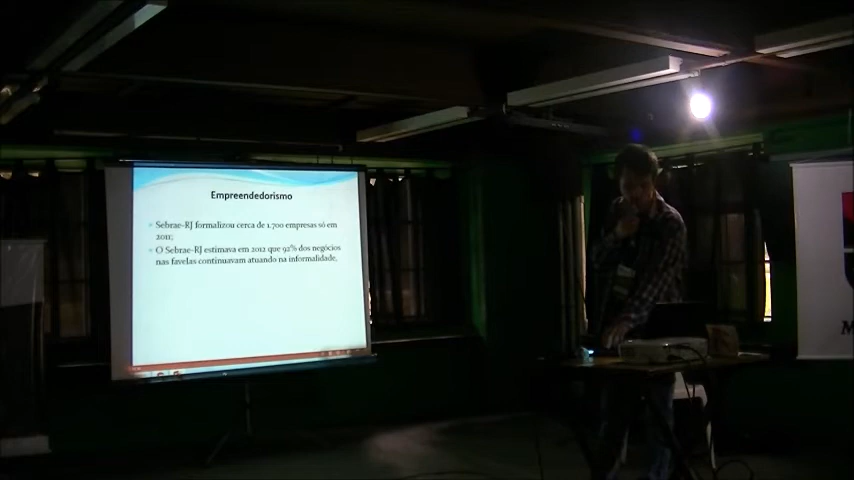 Empreendedorismo
Sebrae-RJ formalizou cerca de 1.700 empresas só em
2011;
O Sebrae-RJ estimava em 2012 que 92% dos negócios
nas favelas continuavam atuando na informalidade.
M